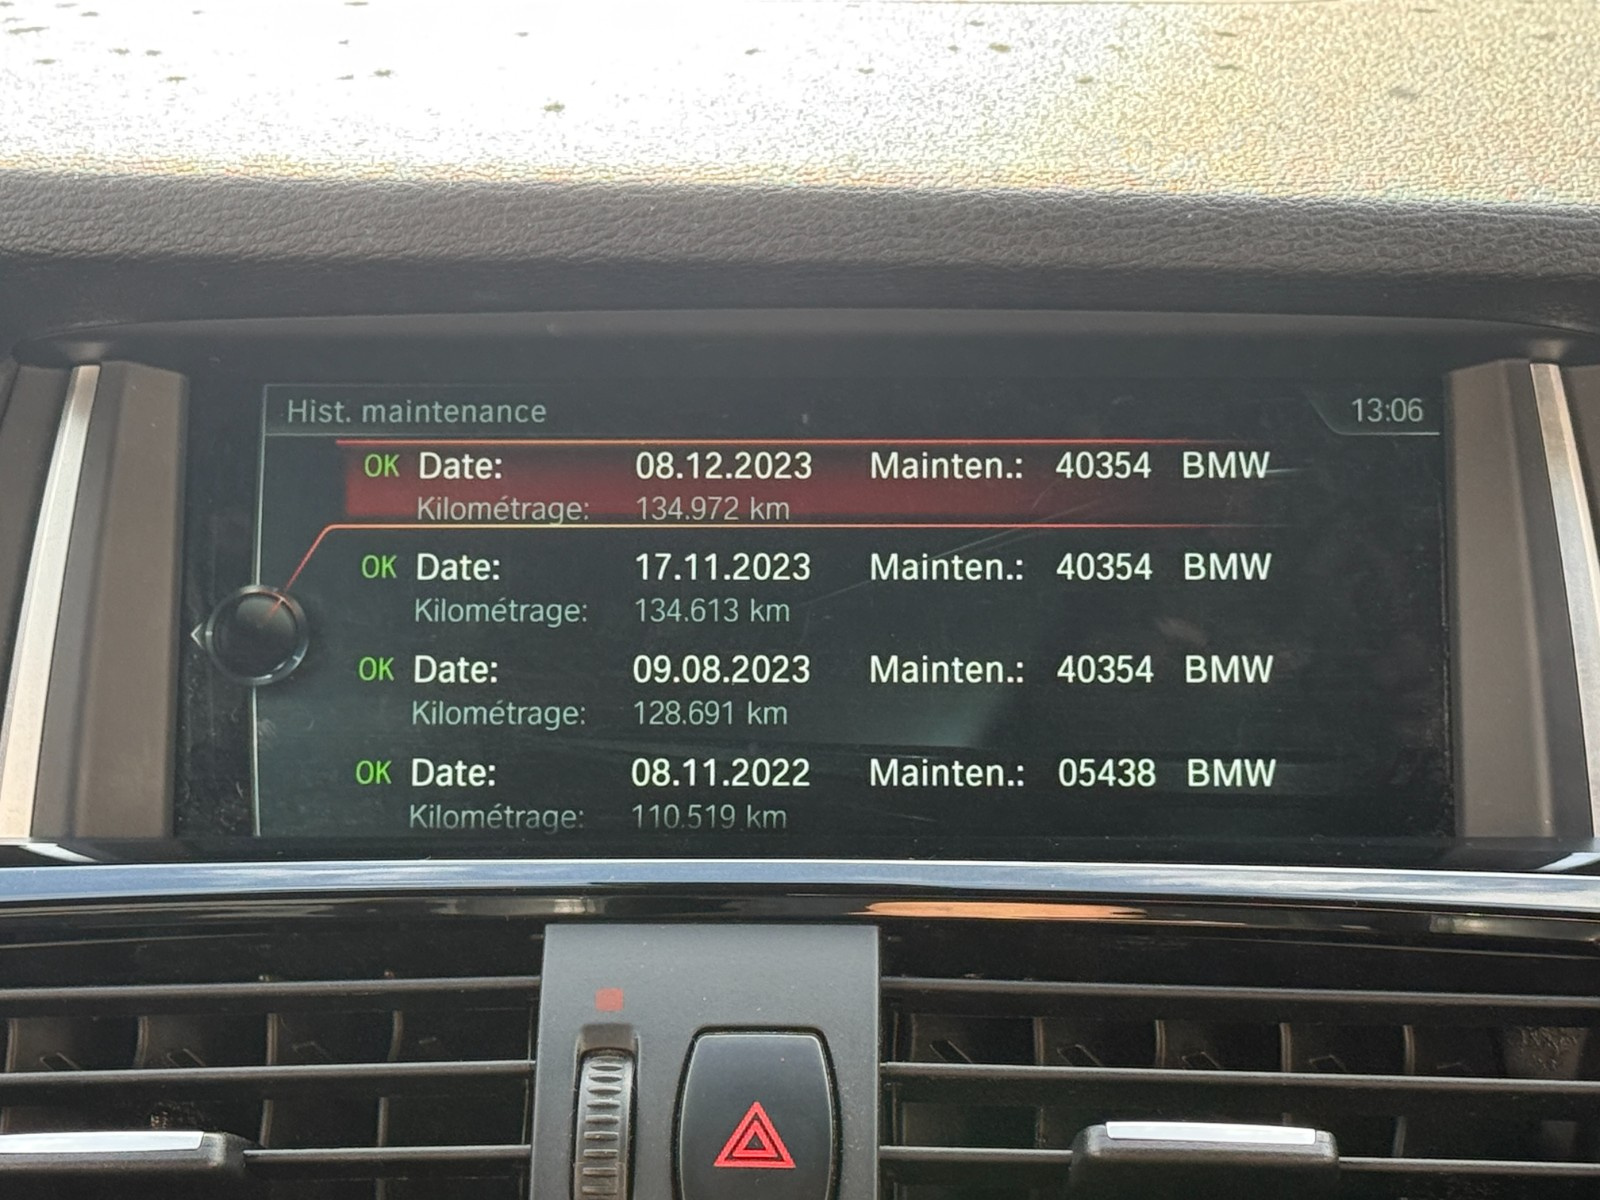 Hist. maintenance 13:06
OK Date: 08.12.2023 Mainten.: 40354 BMW
Kilométrage: 134.972 km
OK Date: 17.11.2023 Mainten.: 40354 BMW
Kilométrage: 134.613 km
OK Date: 09.08.2023 Mainten.: 40354 BMW
Kilométrage: 128.691 km
OK Date: 08.11.2022 Mainten.: 05438 BMW
Kilométrage: 110.519 km